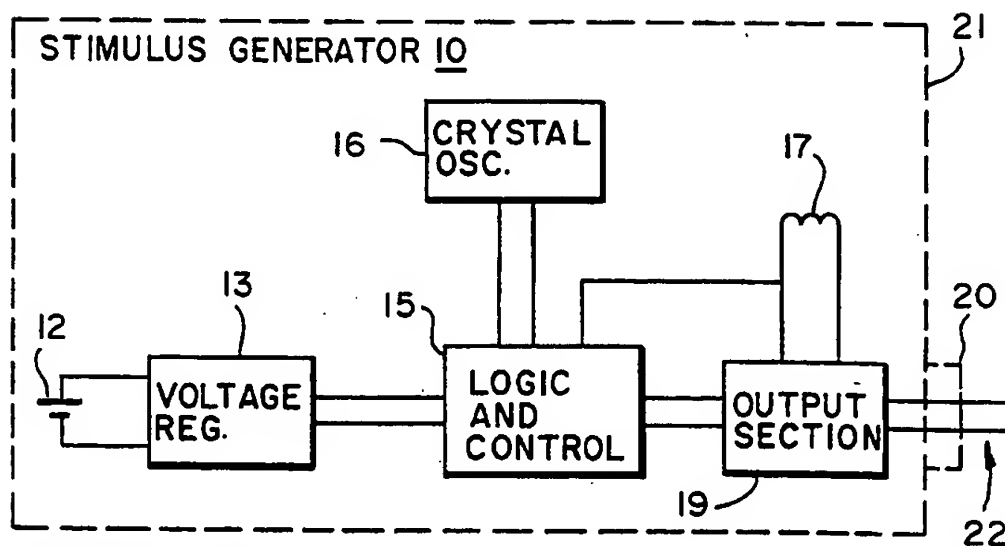 STIMULUS GENERATOR 10
21
CRYSTAL
OSC.
16
17
13
15
20
12
VOLTAGE
REG.
LOGIC
AND
CONTROL
OUTPUT
SECTION
19
22